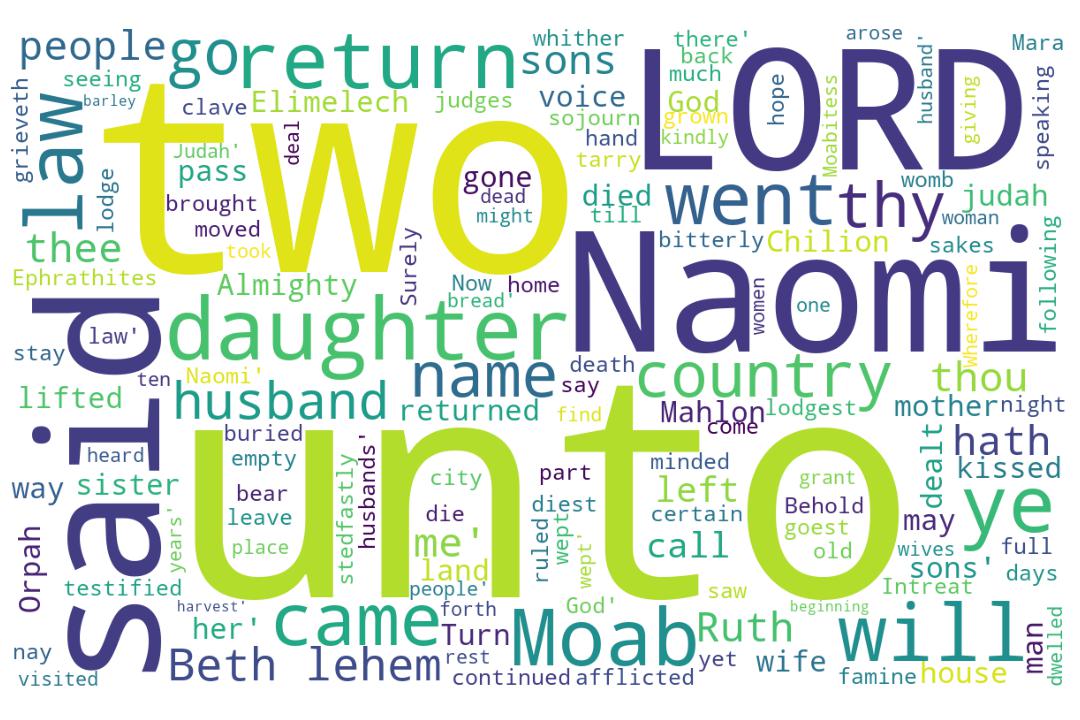 people
go
return
sons
whither
there'
back
much
LORD
arose
husband'
Mara
seeing
barley
grieveth
law
two
clave
Elimelech
judges
voice
sojourn
God
grown
hope
Moabitess
giving
speaking
hand
kindly
tarry
deal
Judah'
pass
lodge
brought
moved
took
gone
dead
might
died
till
went
thy
womb
woman
judah
thee
Ephrathites
Almighty
Surely
Now
home
bread'
Naomi
bitterly
Chilion
sakes
following
women
one
Wherefore
said
law'
daughter
stay
ten
Naomi'
husband
name
death
say
country
thou
lifted
returned
find
Mahlon
come
lodgest
mother
night
unto
heard
buried
empty
way
sister
bear
leave
place
stedfastly
husbands'
years'
city
die
me'
land
people'
part
diest
ruled
wept
wept'
minded
certain
left
call
grant
Behold
goest
old
may
dealt
hath
kissed
ye
wives
full
sons'
days
Orpah
testified
harvest'
her'
came
forth
Turn
rest
God'
saw
Intreat
beginning
Moab
Ruth
will
man
dwelled
nay
visited
Beth lehem
continued
afflicted
yet
wife
famine
house